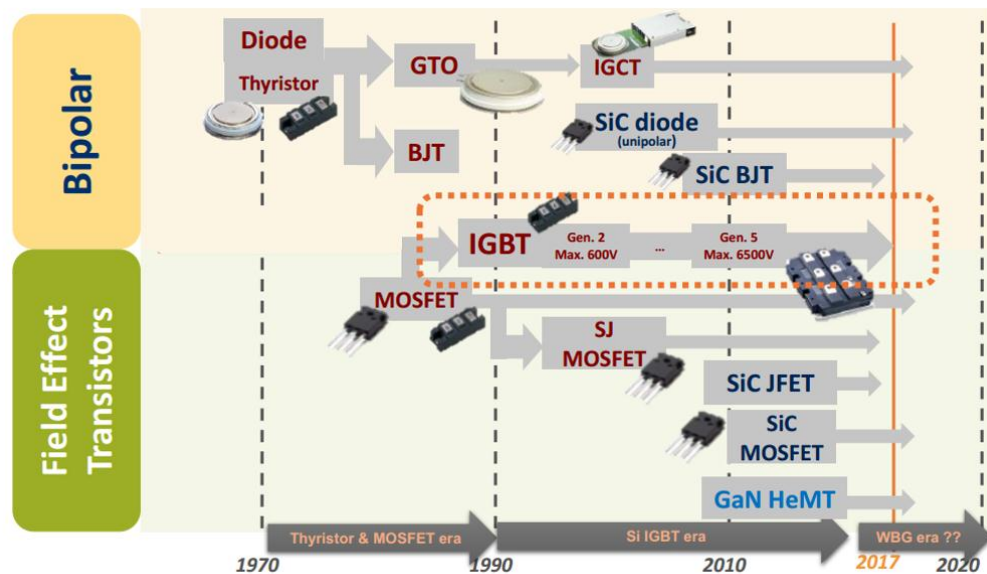 Bipolar
Field Effect
Transistors
Diode
Thyristor
GTO
IGCT
BJT
SiC diode
(unipolar)
SiC BJT
IGBT
Gen. 2
Max. 600V
...
Gen. 5
Max. 6500V
MOSFET
SJ
MOSFET
SiC JFET
SiC
MOSFET
GaN HeMT
Thyristor & MOSFET era
Si IGBT era
WBG era ??
1970
1990
2010
2017
2020